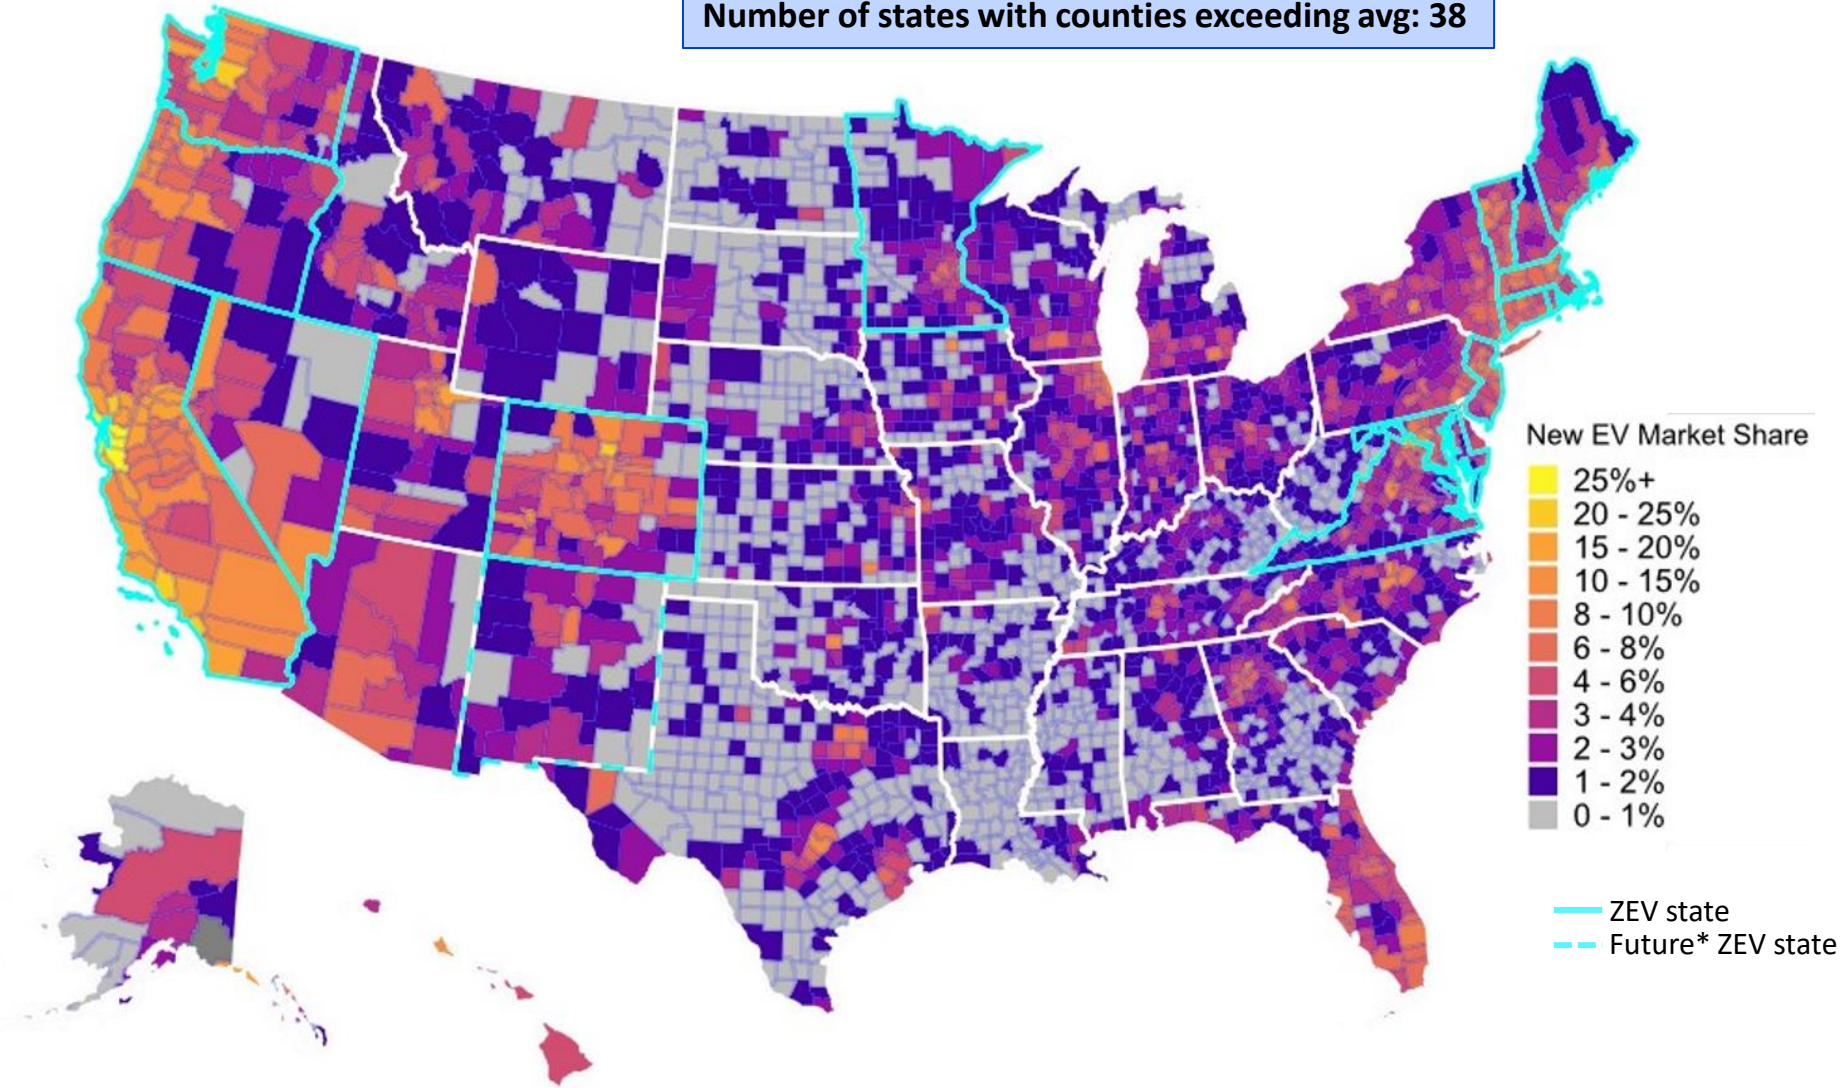 Number of states with counties exceeding avg: 38
New EV Market Share
25%+
20 - 25%
15 - 20%
10 - 15%
8 - 10%
6 - 8%
4 - 6%
3 - 4%
2 - 3%
1 - 2%
0 - 1%
ZEV state
Future* ZEV state